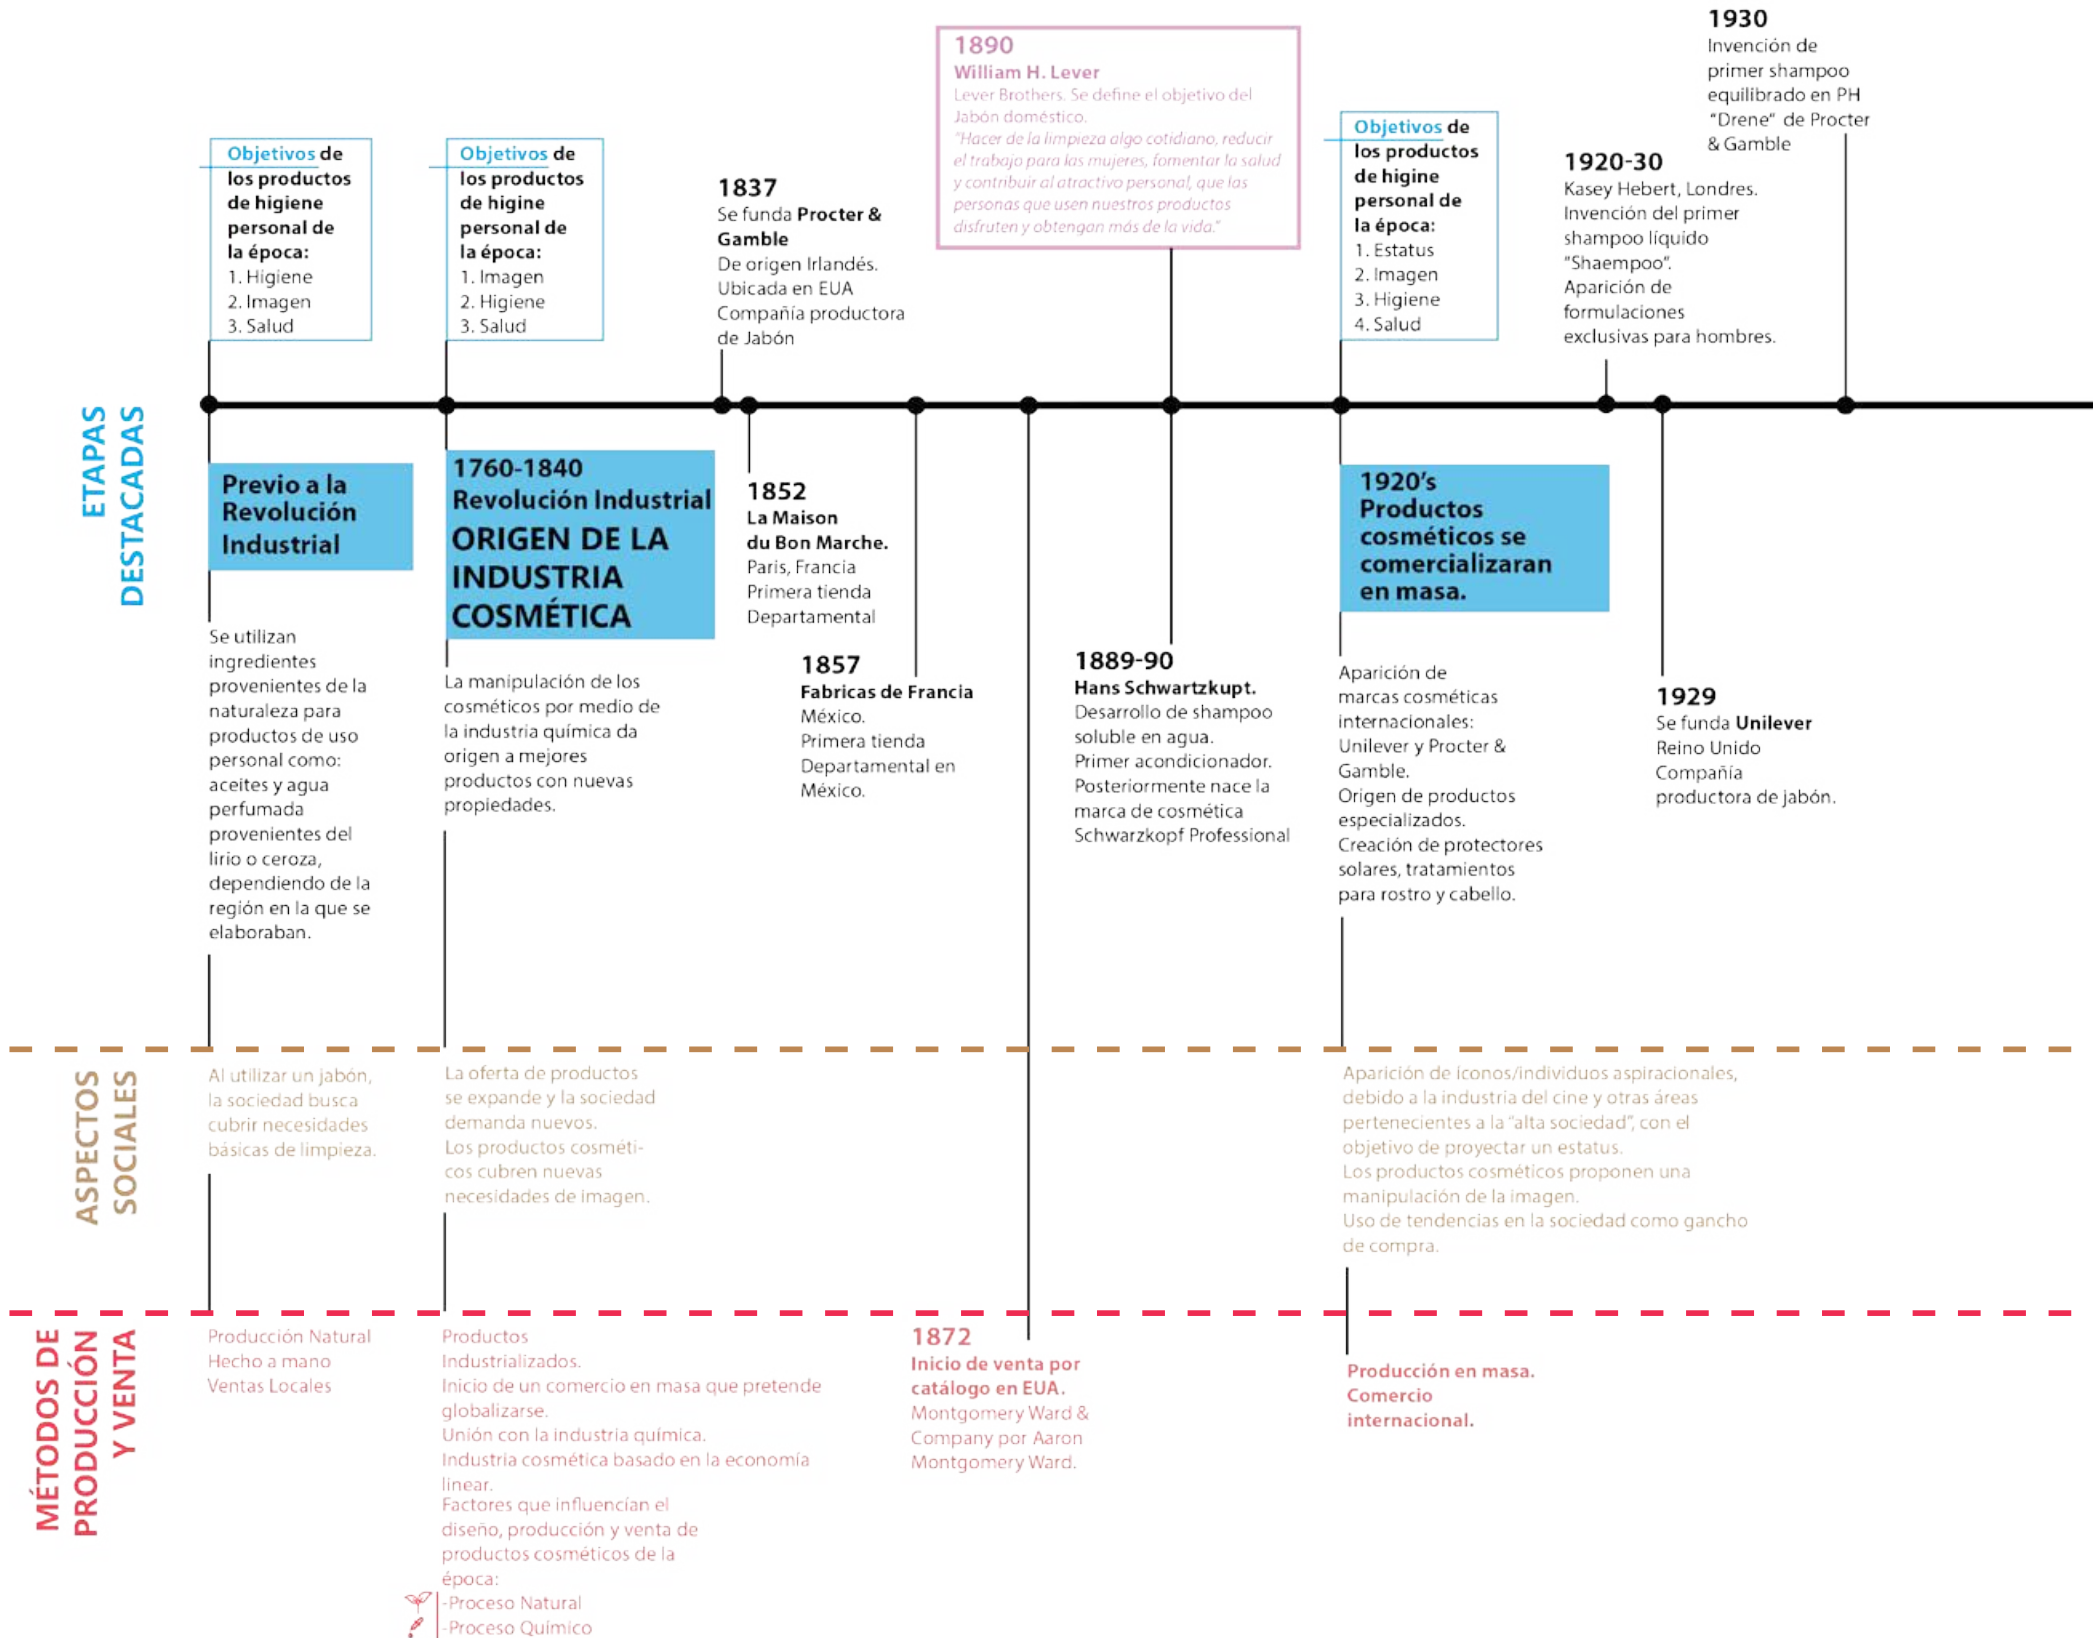 1930
Invención de
primer shampoo
equilibrado en PH
“Drene” de Procter
& Gamble
1890
William H. Lever
Lever Brothers. Se define el objetivo del
Jabón doméstico.
"Hacer de la limpieza algo cotidiano, reducir
el trabajo para las mujeres, fomentar la salud
y contribuir al atractivo personal, que las
personas que usen nuestros productos
disfruten y obtengan más de la vida."
Objetivos de
los productos
de higiene
personal de
la época:
1. Higiene
2. Imagen
3. Salud
Objetivos de
los productos
de higine
personal de
la época:
1. Imagen
2. Higiene
3. Salud
1837
Se funda Procter &
Gamble
De origen Irlandés.
Ubicada en EUA
Compañía productora
de Jabón
Objetivos de
los productos
de higine
personal de
la época:
1. Estatus
2. Imagen
3. Higiene
4. Salud
1920-30
Kasey Hebert, Londres.
Invención del primer
shampoo líquido
"Shaempoo".
Aparición de
formulaciones
exclusivas para hombres.
ETAPAS
DESTACADAS
Previo a la
Revolución
Industrial
Se utilizan
ingredientes
provenientes de la
naturaleza para
productos de uso
personal como:
aceites y agua
perfumada
provenientes del
lirio o ceroza,
dependiendo de la
región en la que se
elaboraban.
1760-1840
Revolución Industrial
ORIGEN DE LA
INDUSTRIA
COSMÉTICA
La manipulación de los
cosméticos por medio de
la industria química da
origen a mejores
productos con nuevas
propiedades.
1852
La Maison
du Bon Marche.
Paris, Francia
Primera tienda
Departamental
1857
Fabricas de Francia
México.
Primera tienda
Departamental en
México.
1889-90
Hans Schwartzkupt.
Desarrollo de shampoo
soluble en agua.
Primer acondicionador.
Posteriormente nace la
marca de cosmética
Schwarzkopf Professional
1920's
Productos
cosméticos se
comercializaran
en masa.
Aparición de
marcas cosméticas
internacionales:
Unilever y Procter &
Gamble.
Origen de productos
especializados.
Creación de protectores
solares, tratamientos
para rostro y cabello.
1929
Se funda Unilever
Reino Unido
Compañía
productora de jabón.
ASPECTOS
SOCIALES
Al utilizar un jabón,
la sociedad busca
cubrir necesidades
básicas de limpieza.
La oferta de productos
se expande y la sociedad
demanda nuevos.
Los productos cosméti-
cos cubren nuevas
necesidades de imagen.
Aparición de íconos/individuos aspiracionales,
debido a la industria del cine y otras áreas
pertenecientes a la "alta sociedad", con el
objetivo de proyectar un estatus.
Los productos cosméticos proponen una
manipulación de la imagen.
Uso de tendencias en la sociedad como gancho
de compra.
MÉTODOS DE
PRODUCCIÓN
Y VENTA
Producción Natural
Hecho a mano
Ventas Locales
Productos
Industrializados.
Inicio de un comercio en masa que pretende
globalizarse.
Unión con la industria química.
Industria cosmética basado en la economía
linear.
Factores que influencían el
diseño, producción y venta de
productos cosméticos de la
época:
-Proceso Natural
-Proceso Químico
1872
Inicio de venta por
catálogo en EUA.
Montgomery Ward &
Company por Aaron
Montgomery Ward.
Producción en masa.
Comercio
internacional.